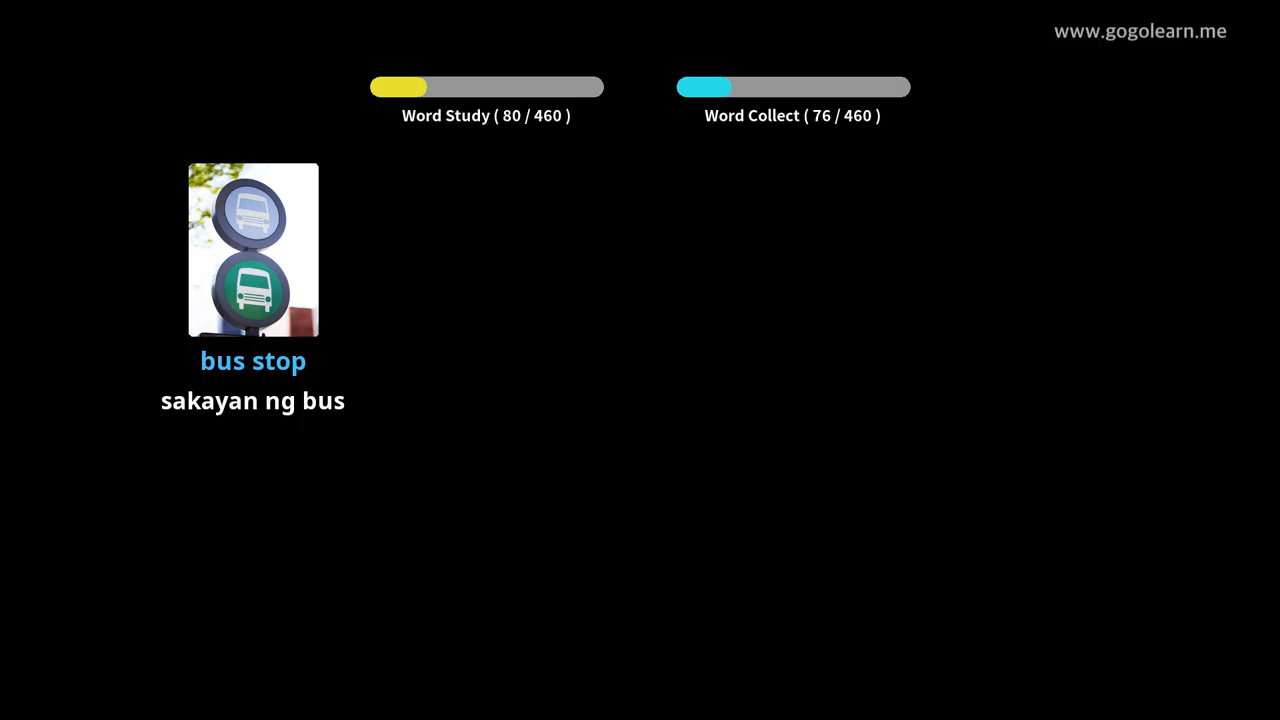 www.gogolearn.me
Word Study ( 80 / 460 )
Word Collect ( 76 / 460 )
bus stop
sakayan ng bus